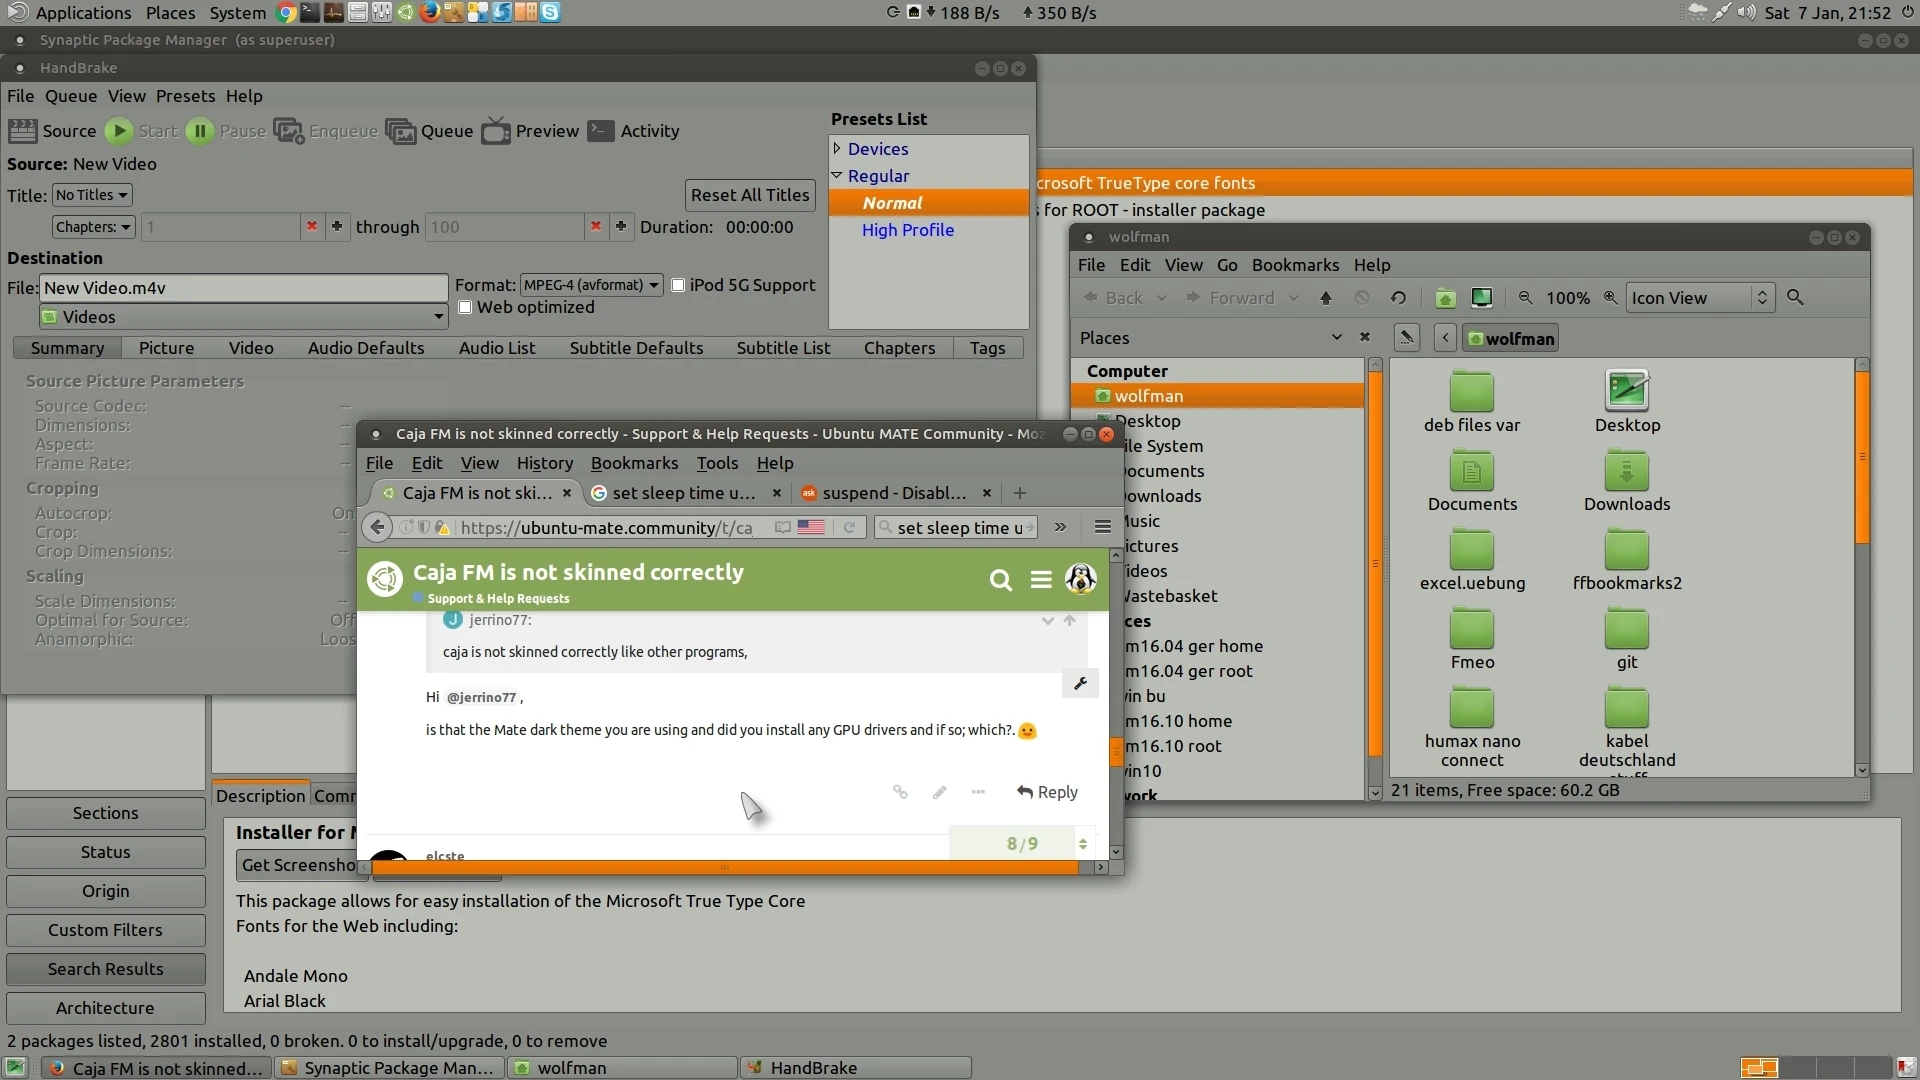 Applications Places System 188 B/s 350 B/s Sat 7 Jan, 21:52
Synaptic Package Manager (as superuser)
HandBrake
File Queue View Presets Help
Source Start Pause Enqueue Queue Preview Activity
Source: New Video
Title: No Titles
Reset All Titles
Chapters: 1 through 100 Duration: 00:00:00
Destination
File: New Video.m4v
Format: MPEG-4 (avformat) iPod 5G Support
Videos
Web optimized
Presets List
Devices
Regular
Normal
High Profile
Summary Picture Video Audio Defaults Audio List Subtitle Defaults Subtitle List Chapters Tags
Source Picture Parameters
Source Codec: --
Dimensions: --
Aspect: --
Frame Rate: --
Cropping
Autocrop: On
Crop: --
Crop Dimensions: --
Scaling
Scale Dimensions: --
Optimal for Source: Off
Anamorphic: Loos
crosoft TrueType core fonts
s for ROOT - installer package
wolfman
File Edit View Go Bookmarks Help
Back Forward 100% Icon View
Places
wolfman
Computer
wolfman
Desktop
ile System
ocuments
ownloads
usic
ictures
ideos
Wastebasket
ces
m16.04 ger home
m16.04 ger root
vin bu
m16.10 home
m16.10 root
vin10
work
deb files var
Desktop
Documents
Downloads
excel.uebung
ffbookmarks2
Fmeo
git
humax nano
connect
kabel
deutschland
stuff
21 items, Free space: 60.2 GB
Caja FM is not skinned correctly - Support & Help Requests - Ubuntu MATE Community - Moz
File Edit View History Bookmarks Tools Help
Caja FM is not ski... set sleep time u... ask suspend - Disabl...
https://ubuntu-mate.community/t/ca set sleep time u
Caja FM is not skinned correctly
Support & Help Requests
J jerrino77:
caja is not skinned correctly like other programs,
Hi @jerrino77 ,
is that the Mate dark theme you are using and did you install any GPU drivers and if so; which?.
Reply
8/9
elcste
Sections
Status
Origin
Custom Filters
Search Results
Architecture
Description Comm
Installer for M
Get Screensho
This package allows for easy installation of the Microsoft True Type Core
Fonts for the Web including:
Andale Mono
Arial Black
2 packages listed, 2801 installed, 0 broken. 0 to install/upgrade, 0 to remove
Caja FM is not skinned... Synaptic Package Man... wolfman HandBrake